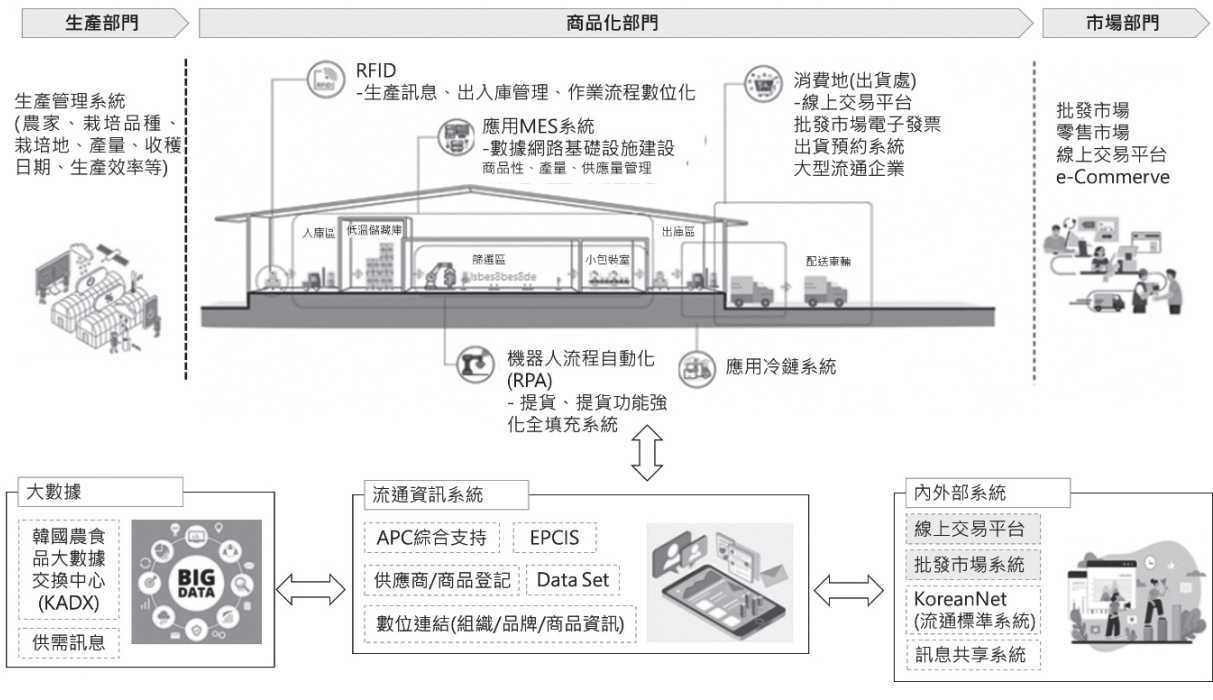 生產部門
商品化部門
市場部門
生產管理系統
(農家、栽培品種、
栽培地、產量、收穫
日期、生產效率等)
RFID
-生產訊息、出入庫管理、作業流程數位化
應用MES系統
-數據網路基礎設施建設
商品性、產量、供應量管理
消費地(出貨處)
-線上交易平台
批發市場電子發票
出貨預約系統
大型流通企業
批發市場
零售市場
線上交易平台
e-Commerve
入庫區
低溫儲藏庫
篩選區
小包裝室
出庫區
配送車輛
機器人流程自動化
(RPA)
- 提貨、提貨功能強
化全填充系統
應用冷鏈系統
大數據
韓國農食
品大數據
交換中心
(KADX)
供需訊息
BIG
DATA
流通資訊系統
APC綜合支持
EPCIS
供應商/商品登記
Data Set
數位連結(組織/品牌/商品資訊)
內外部系統
線上交易平台
批發市場系統
KoreanNet
(流通標準系統)
訊息共享系統